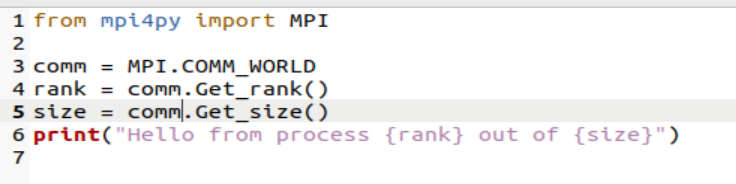 1 from mpi4py import MPI
2
3 comm = MPI.COMM_WORLD
4 rank = comm.Get_rank()
5 size = comm.Get_size()
6 print("Hello from process {rank} out of {size}")
7